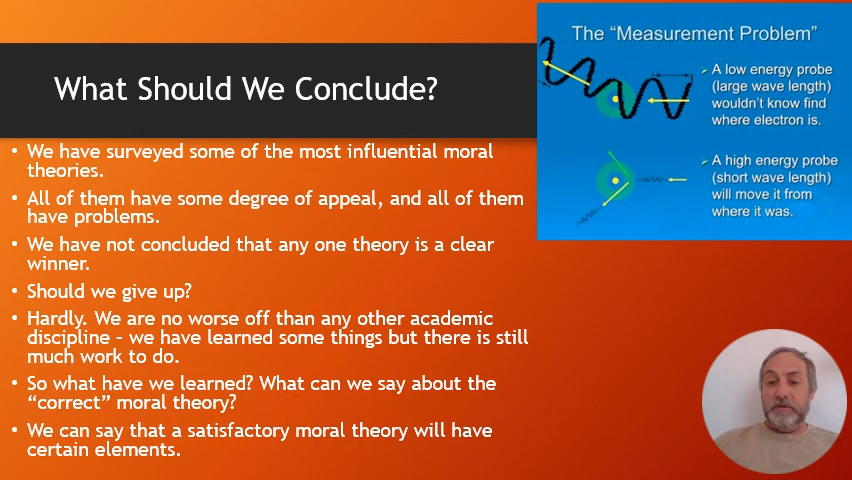 What Should We Conclude?
• We have surveyed some of the most influential moral
theories.
• All of them have some degree of appeal, and all of them
have problems.
• We have not concluded that any one theory is a clear
winner.
• Should we give up?
• Hardly. We are no worse off than any other academic
discipline – we have learned some things but there is still
much work to do.
• So what have we learned? What can we say about the
“correct” moral theory?
• We can say that a satisfactory moral theory will have
certain elements.
The “Measurement Problem”
➢ A low energy probe
(large wave length)
wouldn’t know find
where electron is.
➢ A high energy probe
(short wave length)
will move it from
where it was.